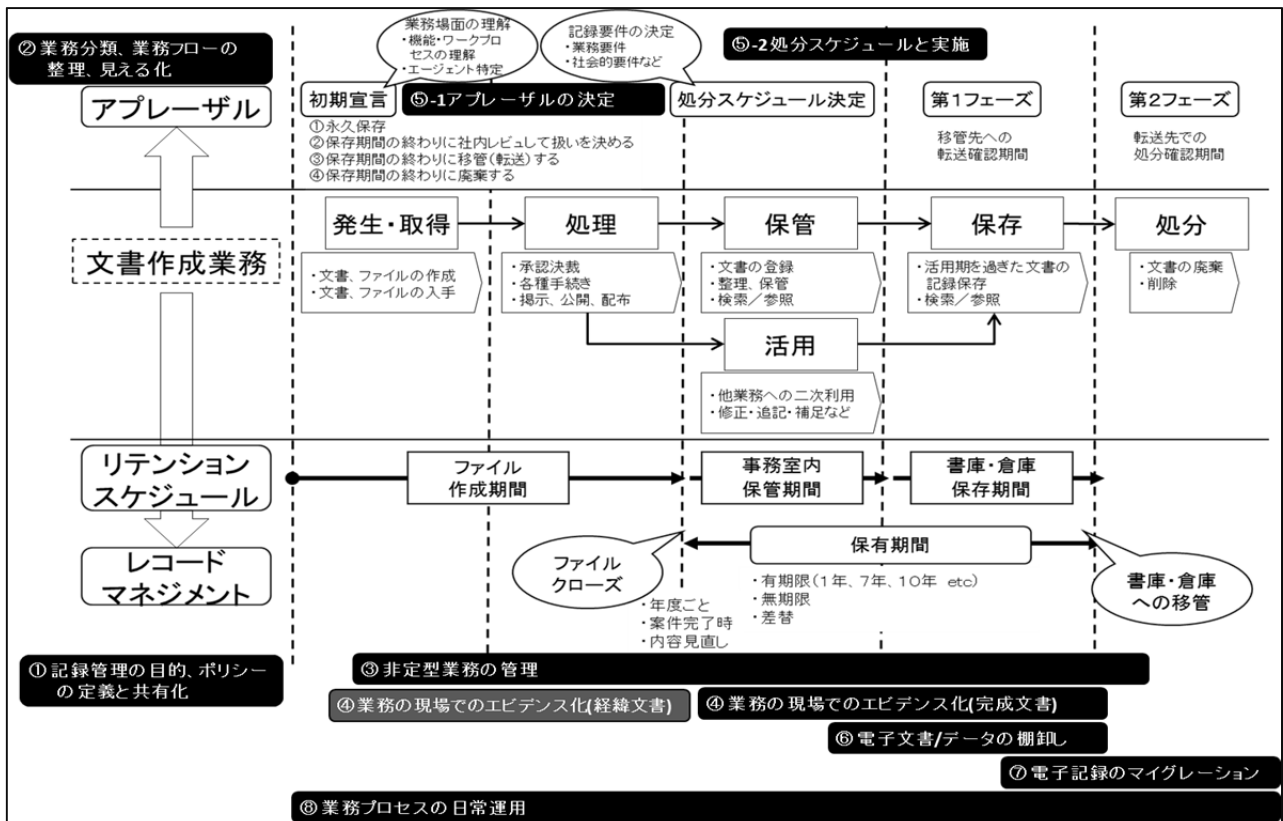 ②業務分類、業務フローの
整理、見える化
業務場面の理解
・機能・ワークプロ
セスの理解
・エージェント特定
記録要件の決定
・業務要件
・社会的要件など
⑤-2処分スケジュールと実施
アプレーザル
初期宣言
⑤-1アプレーザルの決定
処分スケジュール決定
第1フェーズ
第2フェーズ
①永久保存
②保存期間の終わりに社内レビュして扱いを決める
③保存期間の終わりに移管(転送)する
④保存期間の終わりに廃棄する
移管先への
転送確認期間
転送先での
処分確認期間
文書作成業務
発生・取得
処理
保管
保存
処分
・文書、ファイルの作成
・文書、ファイルの入手
・承認決裁
・各種手続き
・掲示、公開、配布
・文書の登録
・整理、保管
・検索／参照
・活用期を過ぎた文書の
記録保存
・検索／参照
・文書の廃棄
・削除
活用
・他業務への二次利用
・修正・追記・補足など
リテンション
スケジュール
ファイル
作成期間
事務室内
保管期間
書庫・倉庫
保存期間
レコード
マネジメント
ファイル
クローズ
保有期間
書庫・倉庫
への移管
・年度ごと
・案件完了時
・内容見直し
・有期限(1年、7年、10年 etc)
・無期限
・差替
①記録管理の目的、ポリシー
の定義と共有化
③非定型業務の管理
④業務の現場でのエビデンス化(経緯文書)
④業務の現場でのエビデンス化(完成文書)
⑥電子文書/データの棚卸し
⑦電子記録のマイグレーション
⑧業務プロセスの日常運用